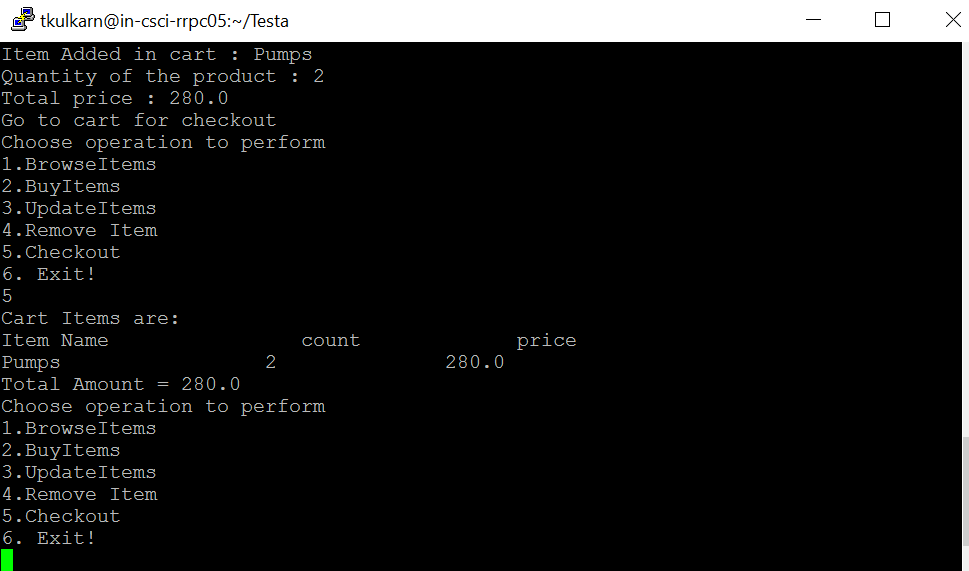 tkulkarn@in-csci-rrpc05:~/Testa
Item Added in cart : Pumps
Quantity of the product : 2
Total price : 280.0
Go to cart for checkout
Choose operation to perform
1.BrowseItems
2.BuyItems
3.UpdateItems
4.Remove Item
5.Checkout
6. Exit!
5
Cart Items are:
Item Name                count             price
Pumps                 2              280.0
Total Amount = 280.0
Choose operation to perform
1.BrowseItems
2.BuyItems
3.UpdateItems
4.Remove Item
5.Checkout
6. Exit!